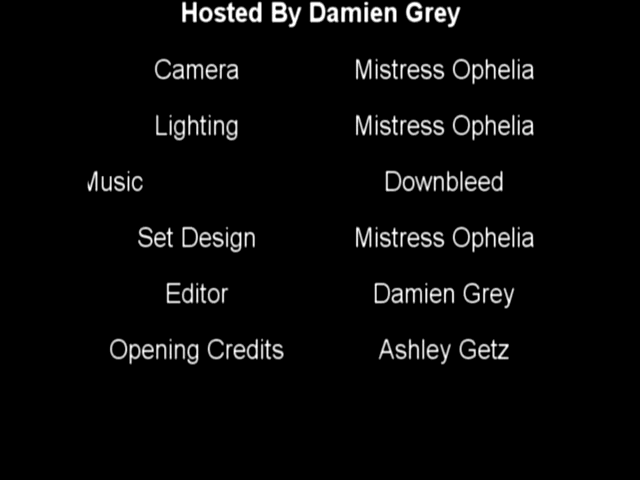 Hosted By Damien Grey
Camera Mistress Ophelia
Lighting Mistress Ophelia
Music Downbleed
Set Design Mistress Ophelia
Editor Damien Grey
Opening Credits Ashley Getz